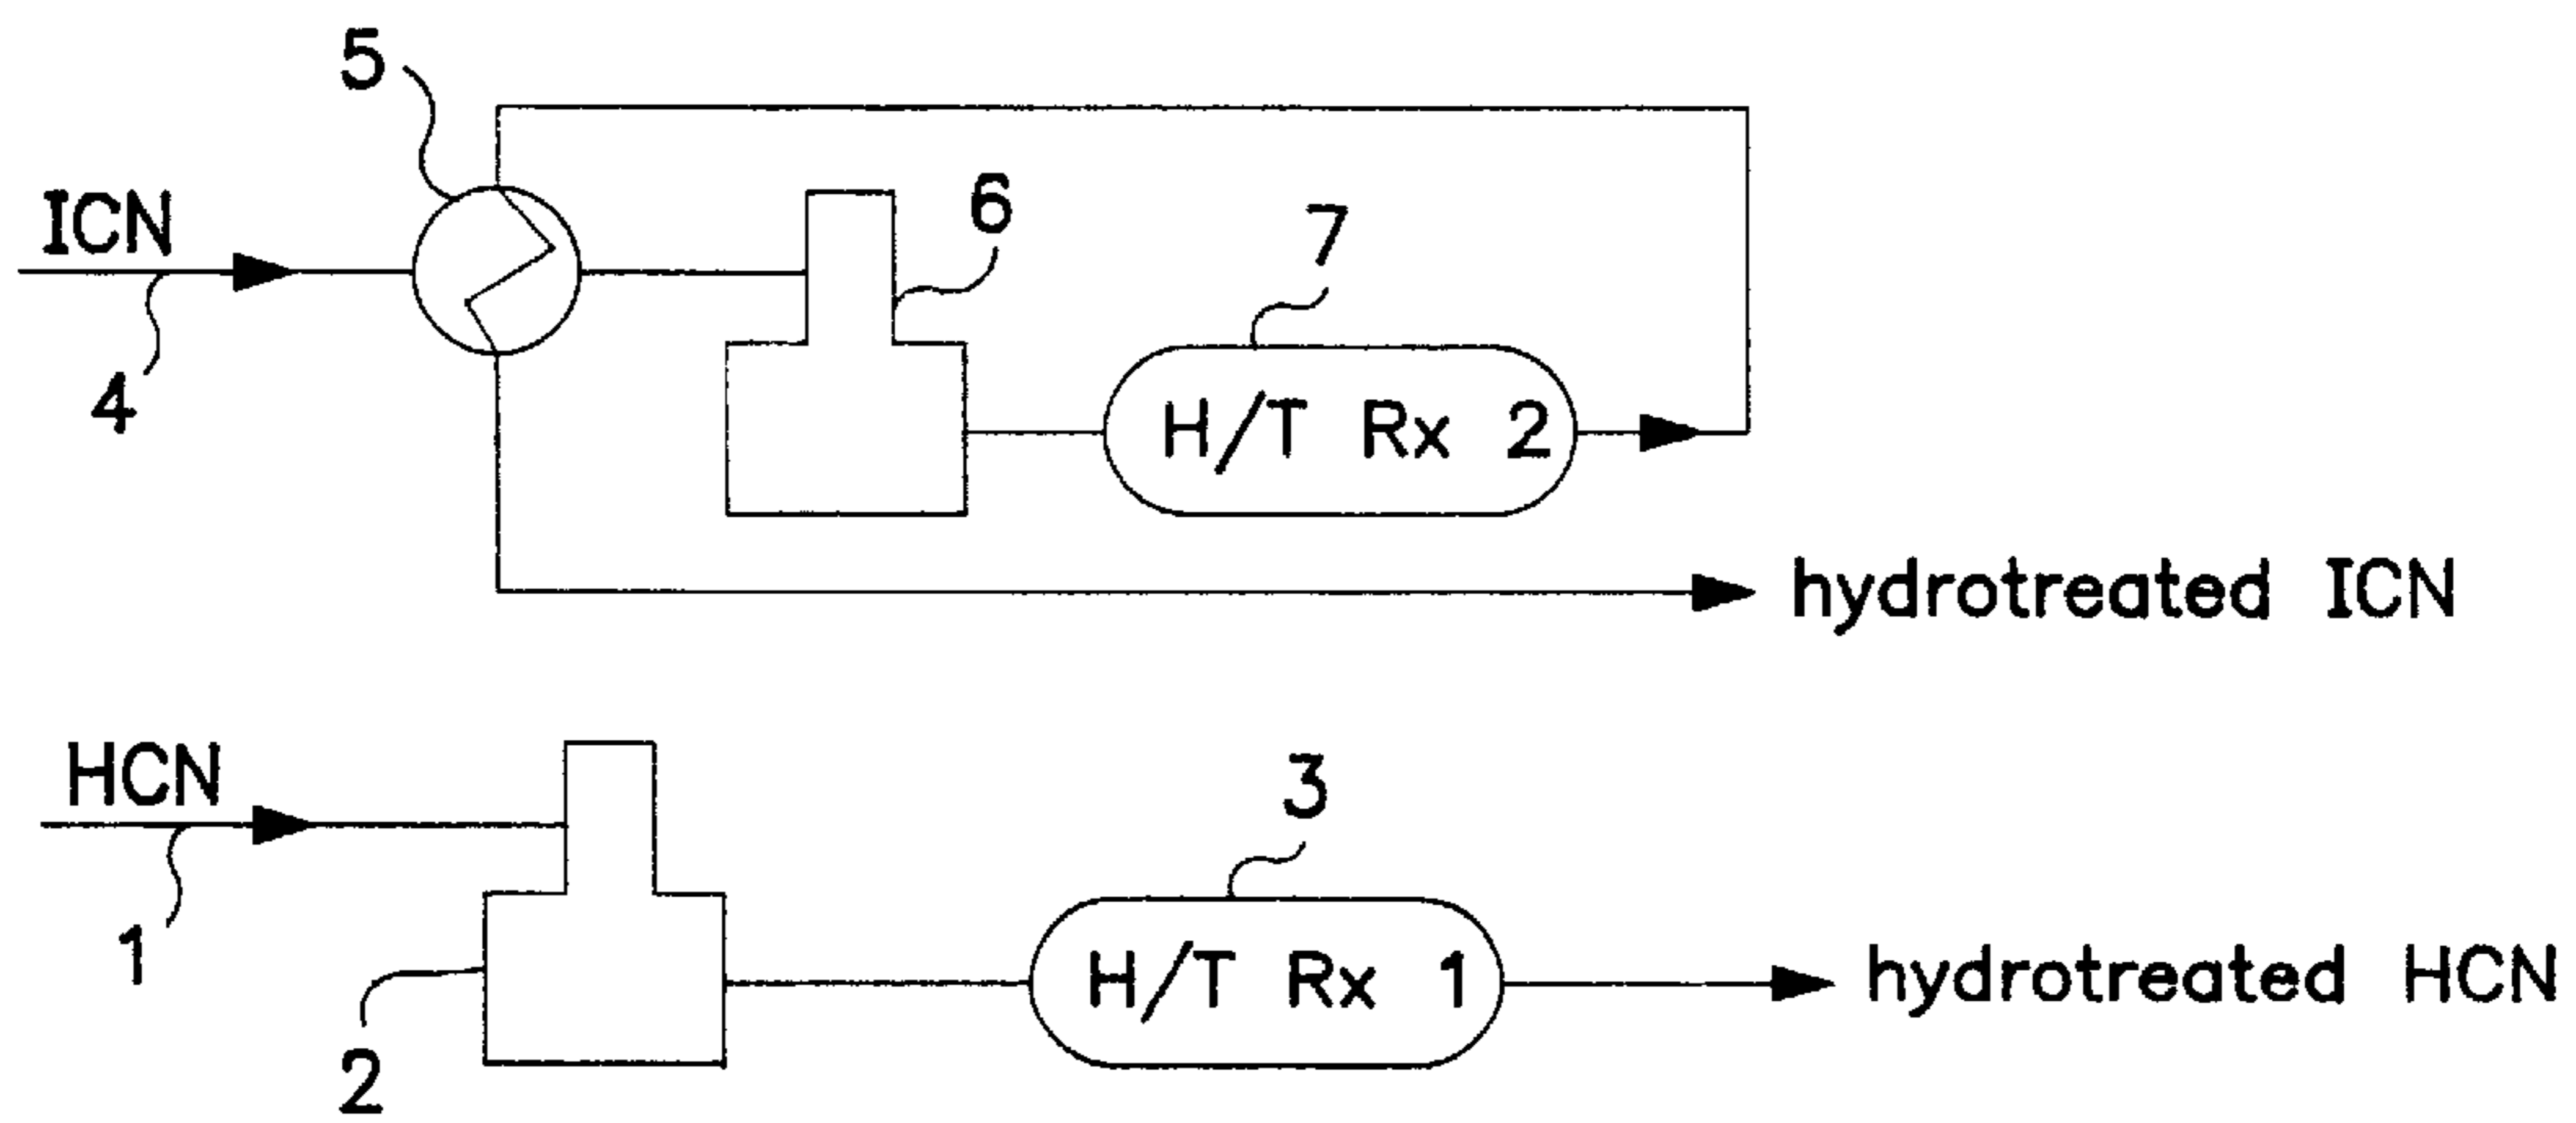 5
ICN
6
7
4
H/T Rx 2
hydrotreated ICN
HCN
3
1
H/T Rx 1
hydrotreated HCN
2